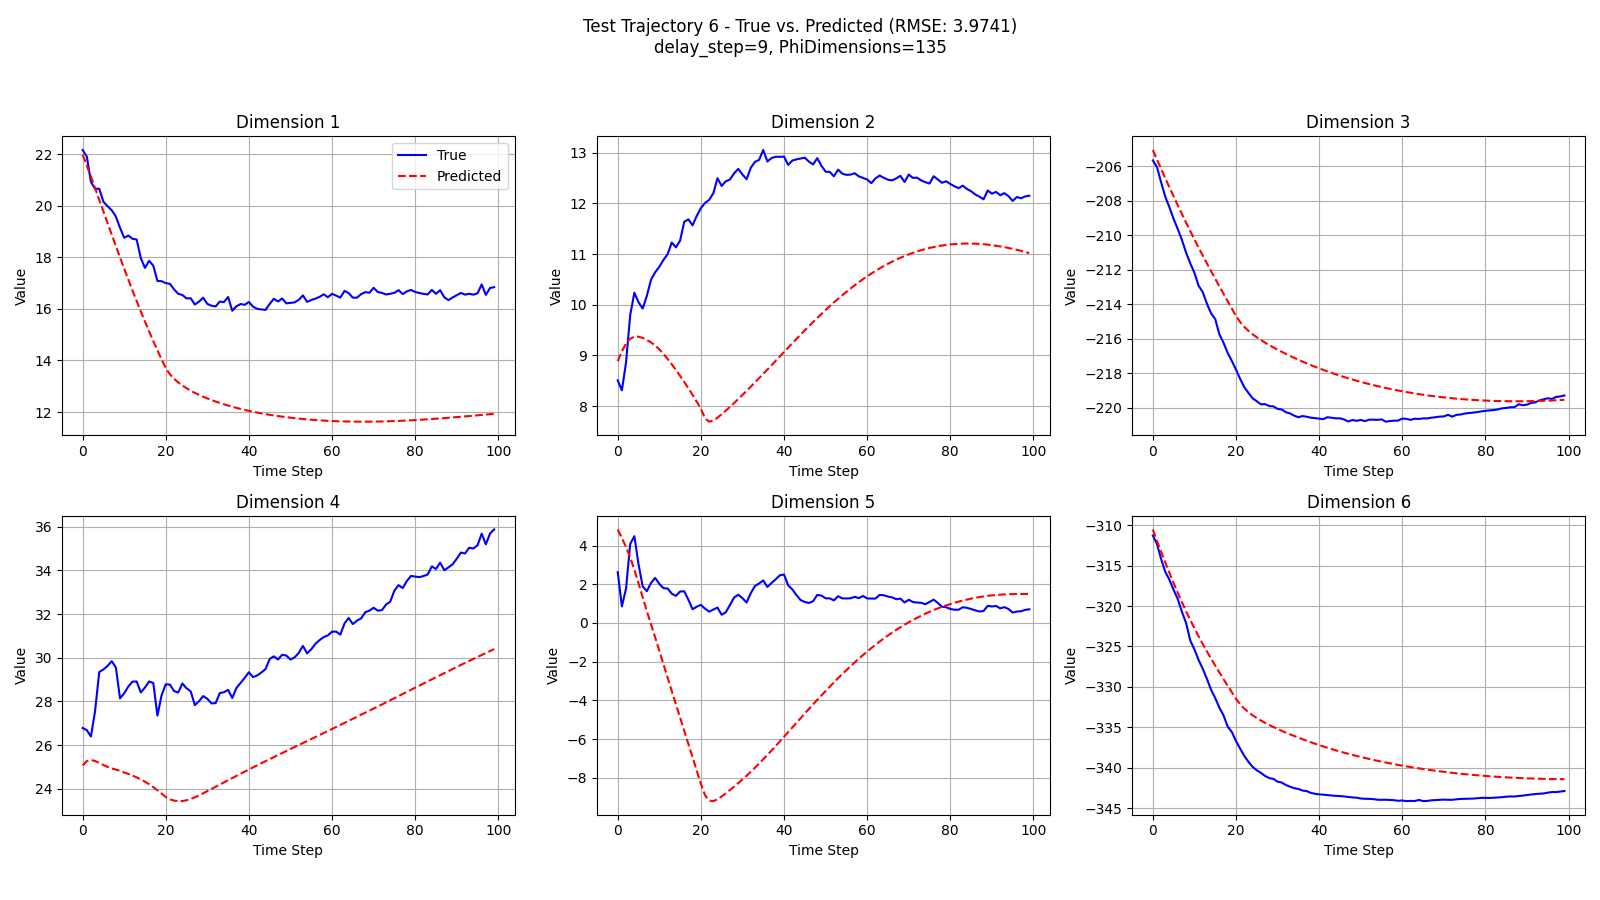 Test Trajectory 6 - True vs. Predicted (RMSE: 3.9741)
delay_step=9, PhiDimensions=135
Dimension 1
Value
22
20
18
16
14
12
0 20 40 60 80 100
Time Step
True
Predicted
Dimension 2
Value
13
12
11
10
9
8
0 20 40 60 80 100
Time Step
Dimension 3
Value
−206
−208
−210
−212
−214
−216
−218
−220
0 20 40 60 80 100
Time Step
Dimension 4
Value
36
34
32
30
28
26
24
0 20 40 60 80 100
Time Step
Dimension 5
Value
4
2
0
−2
−4
−6
−8
0 20 40 60 80 100
Time Step
Dimension 6
Value
−310
−315
−320
−325
−330
−335
−340
−345
0 20 40 60 80 100
Time Step